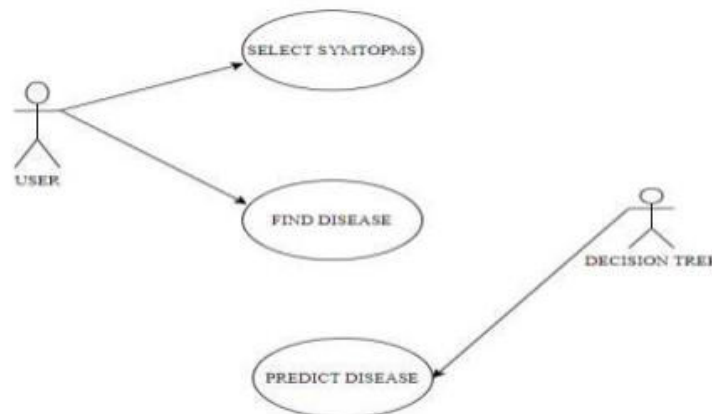 SELECT SYMTOPMS
USER
FIND DISEASE
DECISION TREE
PREDICT DISEASE